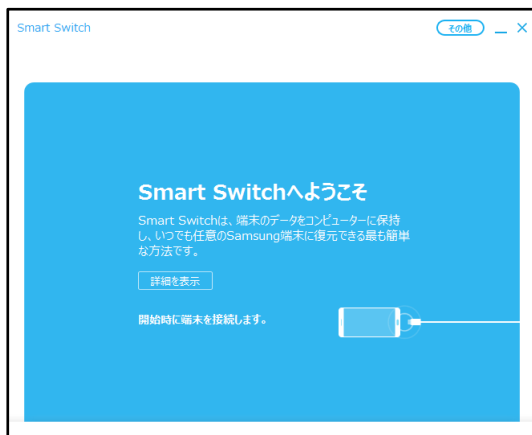 Smart Switch
その他
Smart Switchへようこそ
Smart Switchは、端末のデータをコンピューターに保持
し、いつでも任意のSamsung端末に復元できる最も簡単
な方法です。
詳細を表示
開始時に端末を接続します。